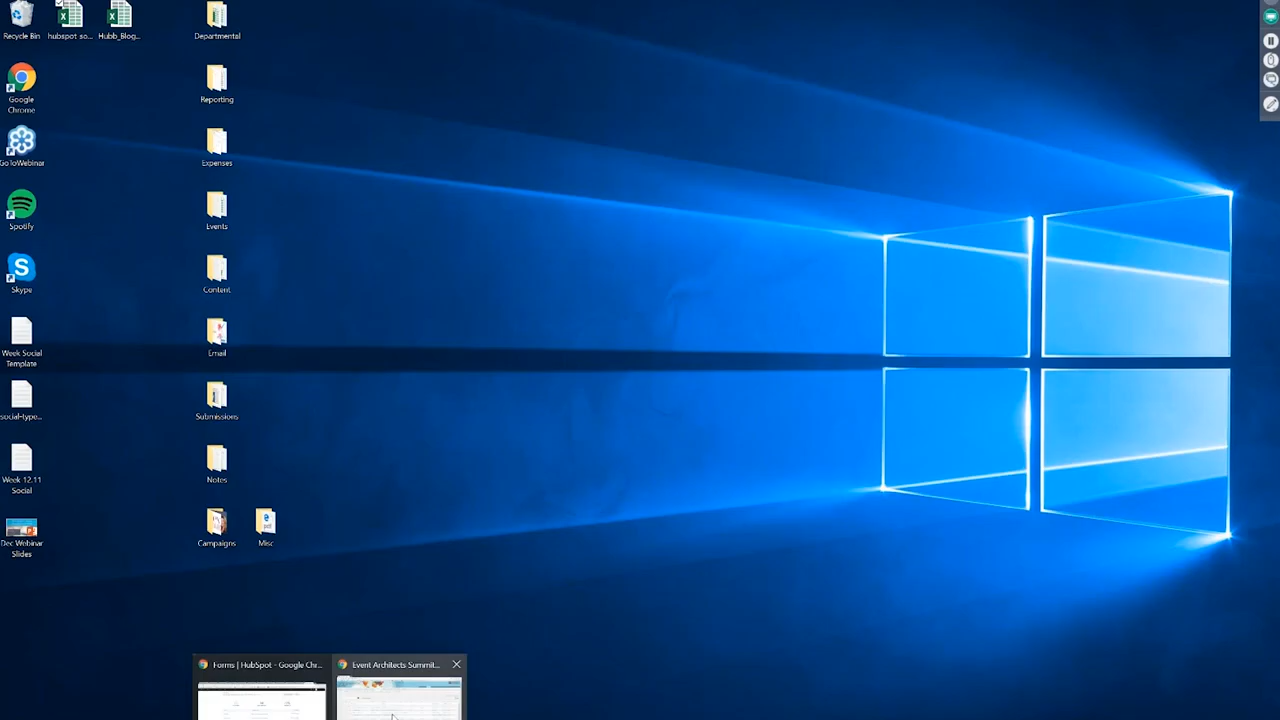 Recycle Bin
hubspot so...
Hubb_Blog...
Departmental
Google
Chrome
Reporting
GoToWebinar
Expenses
Spotify
Events
Skype
Content
Week Social
Template
Email
social-type...
Submissions
Week 12.11
Social
Notes
Dec Webinar
Slides
Campaigns
Misc
Forms | HubSpot - Google Chr...
Event Architects Summit...